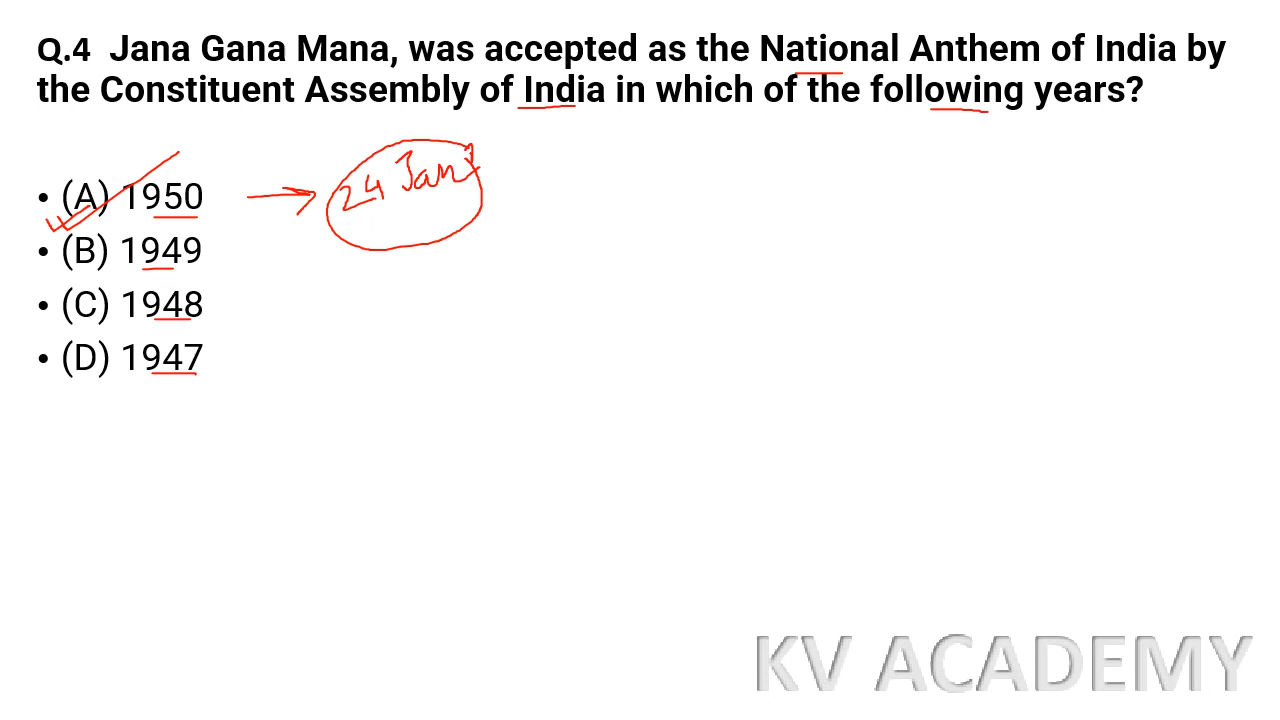 Q.4 Jana Gana Mana, was accepted as the National Anthem of India by
the Constituent Assembly of India in which of the following years?
• (A) 1950
24 Jan
• (B) 1949
• (C) 1948
• (D) 1947
KV ACADEMY